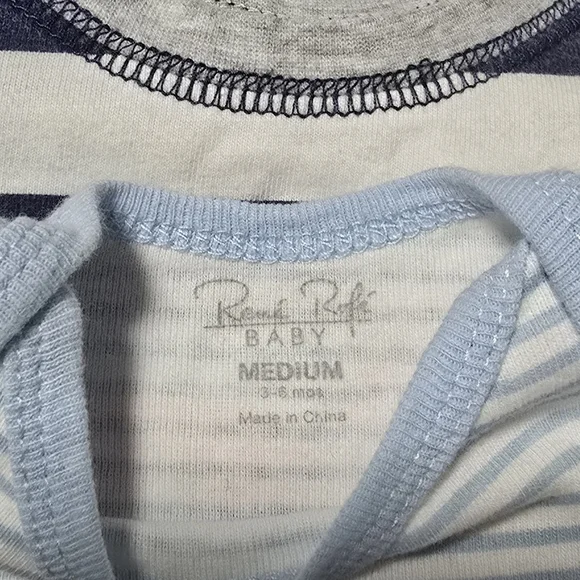 René Rofé
BABY
MEDIUM
3-6 mos
Made in China